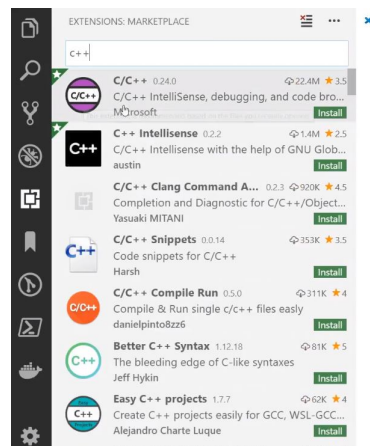 EXTENSIONS: MARKETPLACE
c++
C/C++ 0.24.0 22.4M ★ 3.5
C/C++ C/C++ IntelliSense, debugging, and code bro...
Microsoft Install
C++ Intellisense 0.2.2 1.4M ★ 2.5
C++ C/C++ Intellisense with the help of GNU Glob...
austin Install
C/C++ Clang Command A... 0.2.3 920K ★ 4.5
Completion and Diagnostic for C/C++/Object...
Yasuaki MITANI Install
C/C++ Snippets 0.0.14 353K ★ 3.5
C++ Code snippets for C/C++
Harsh Install
C/C++ Compile Run 0.5.0 311K ★ 4
C/C++ Compile & Run single c/c++ files easly
danielpinto8zz6 Install
Better C++ Syntax 1.12.18 81K ★ 5
C++ The bleeding edge of C-like syntaxes
Jeff Hykin Install
Easy C++ projects 1.7.7 62K ★ 4
C++ Create C++ projects easily for GCC, WSL-GCC...
Alejandro Charte Luque Install